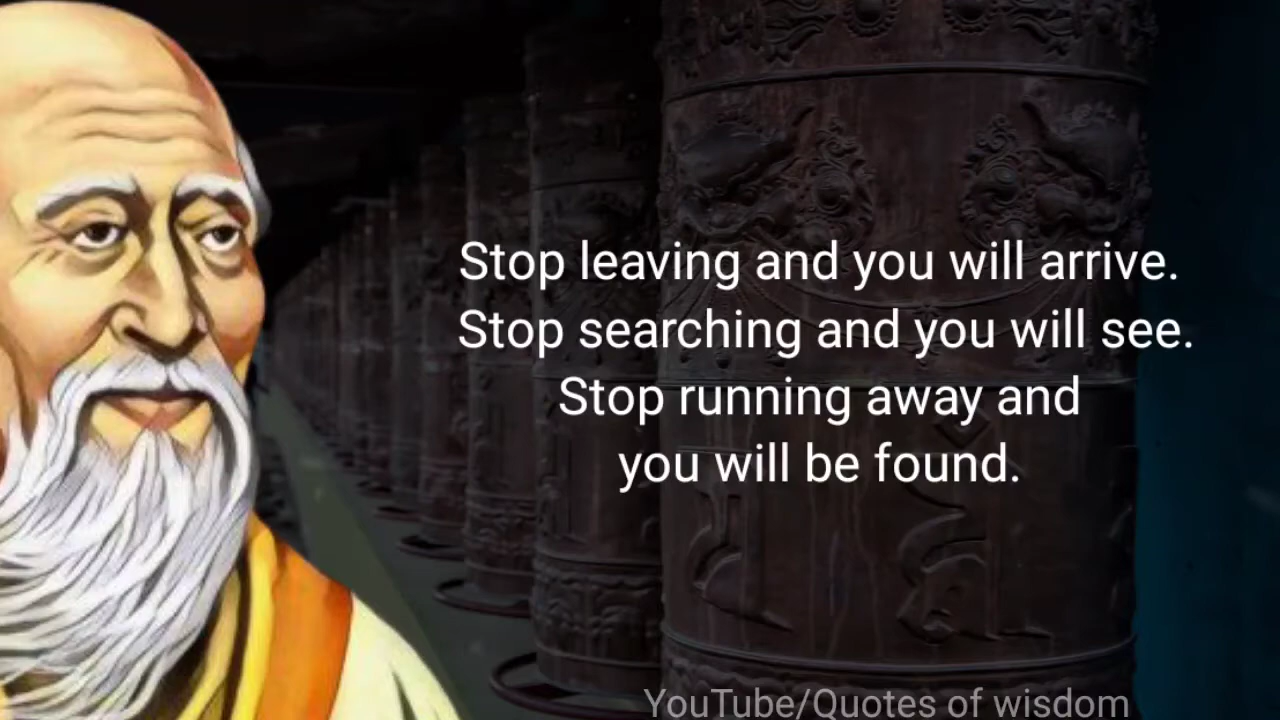 Stop leaving and you will arrive.
Stop searching and you will see.
Stop running away and
you will be found.
YouTube/Quotes of wisdom